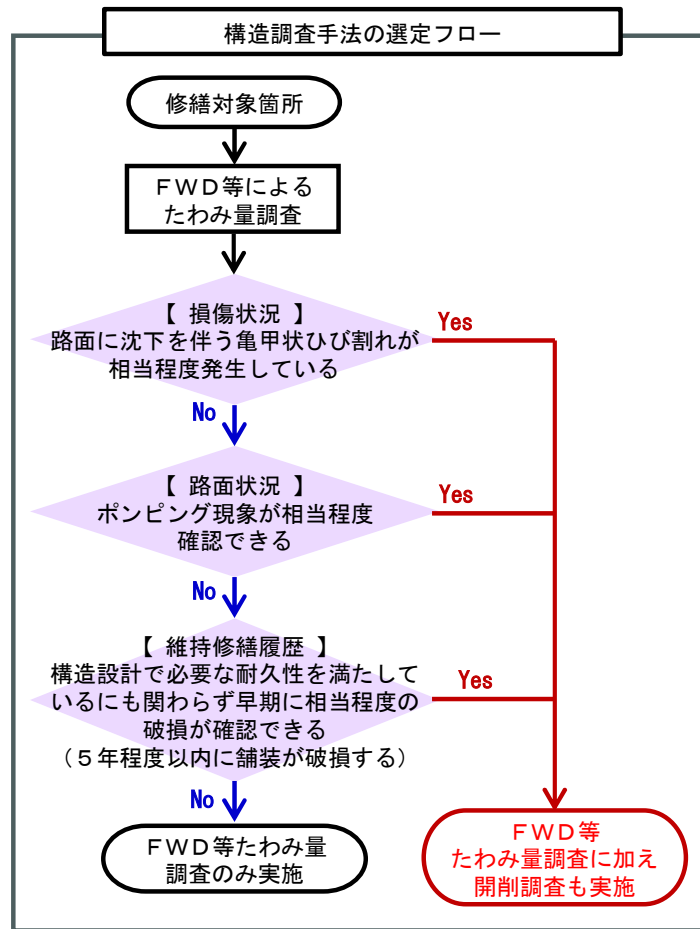 構造調査手法の選定フロー
修繕対象箇所
ＦＷＤ等による
たわみ量調査
【 損傷状況 】
路面に沈下を伴う亀甲状ひび割れが
相当程度発生している
Yes
No
【 路面状況 】
ポンピング現象が相当程度
確認できる
Yes
No
【 維持修繕履歴 】
構造設計で必要な耐久性を満たして
いるにも関わらず早期に相当程度の
破損が確認できる
（５年程度以内に舗装が破損する）
Yes
No
ＦＷＤ等たわみ量
調査のみ実施
ＦＷＤ等
たわみ量調査に加え
開削調査も実施